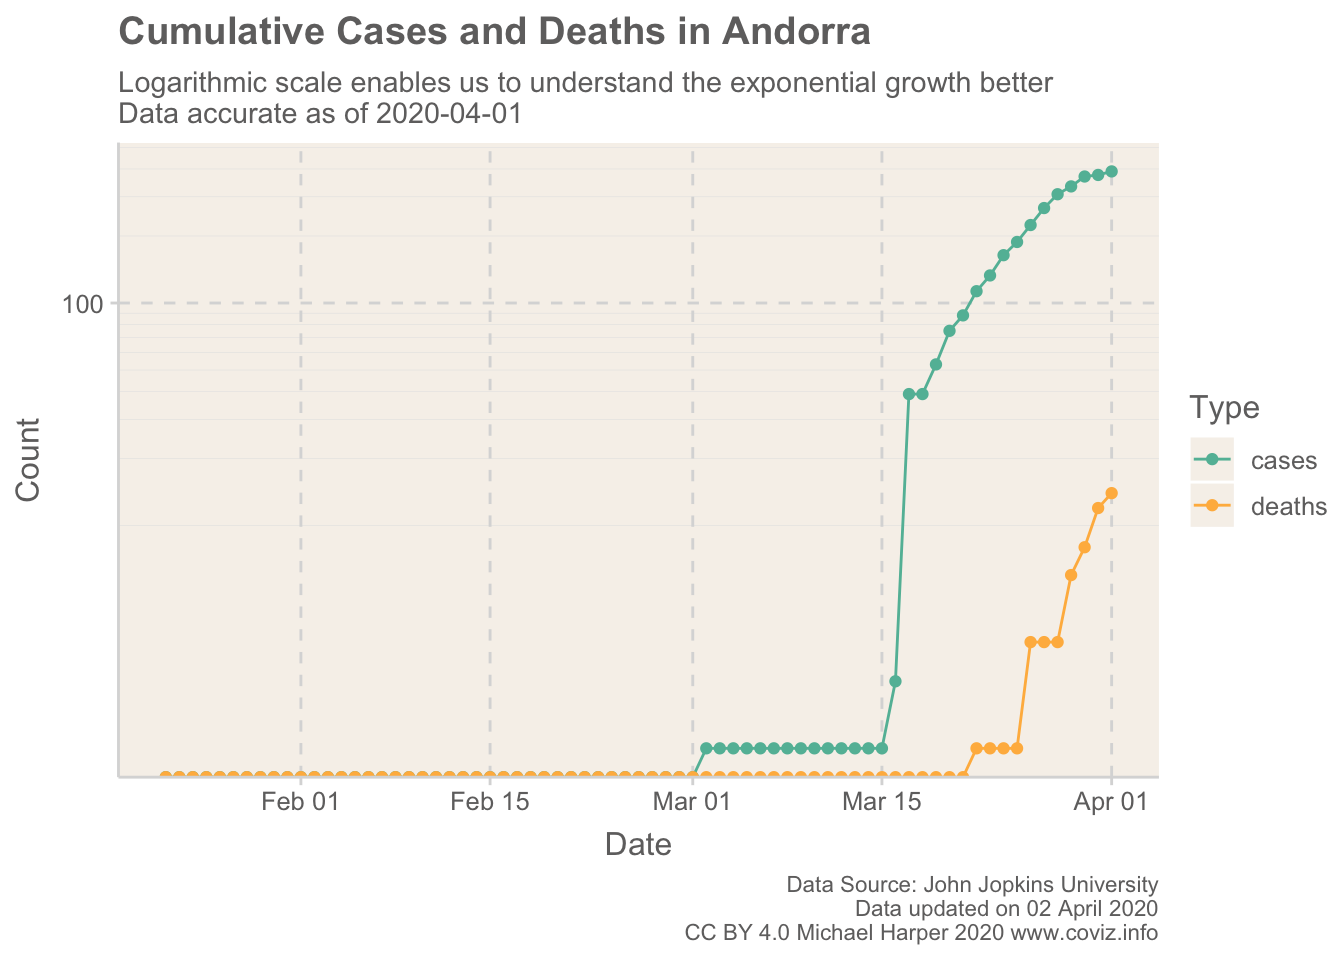 Cumulative Cases and Deaths in Andorra
Logarithmic scale enables us to understand the exponential growth better
Data accurate as of 2020-04-01
100
Count
Type
cases
deaths
Feb 01
Feb 15
Mar 01
Mar 15
Apr 01
Date
Data Source: John Jopkins University
Data updated on 02 April 2020
CC BY 4.0 Michael Harper 2020 www.coviz.info